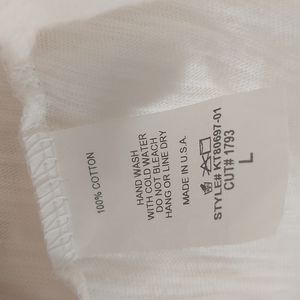 100% COTTON
HAND WASH
WITH COLD WATER
DO NOT BLEACH
HANG OR LINE DRY
MADE IN U.S.A.
STYLE# KT80697-01
CUT# 1793
L